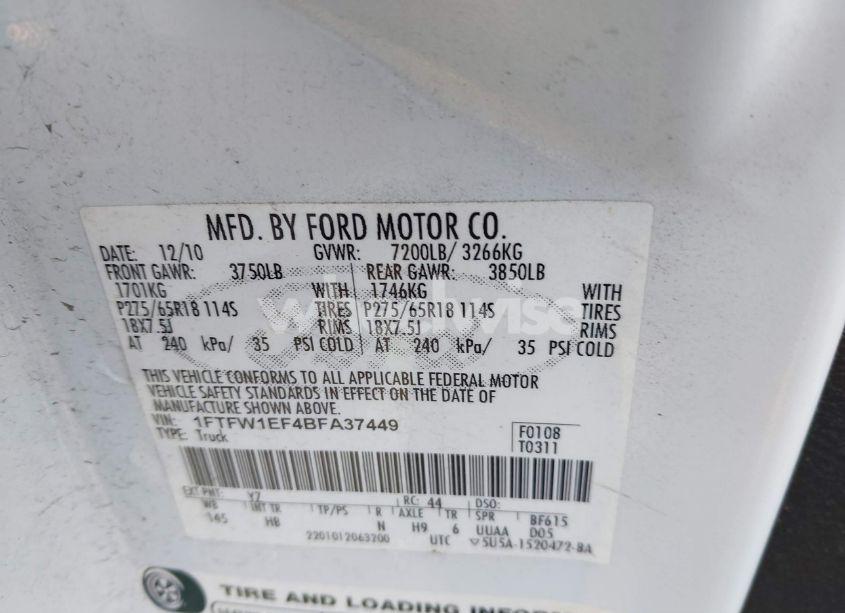 MFD. BY FORD MOTOR CO.
DATE: 12/10 GVWR: 7200LB/ 3266KG
FRONT GAWR: 3750LB REAR GAWR: 3850LB
1701KG WITH 1746KG WITH
P275/65R18 114S TIRES P275/65R18 114S TIRES
18X7.5J RIMS 18X7.5J RIMS
AT 240 kPa/ 35 PSI COLD AT 240 kPa/ 35 PSI COLD
THIS VEHICLE CONFORMS TO ALL APPLICABLE FEDERAL MOTOR
VEHICLE SAFETY STANDARDS IN EFFECT ON THE DATE OF
MANUFACTURE SHOWN ABOVE.
VIN: 1FTFW1EF4BFA37449
TYPE: Truck
F0108
T0311
EXT PNT: Y7 RC: 44 DSO:
WB INT TR TP/PS R AXLE TR SPR BF615
145 HB N H9 6 UUAA D05
2201012063200 UTC 5U5A-1520472-BA
TIRE AND LOADING